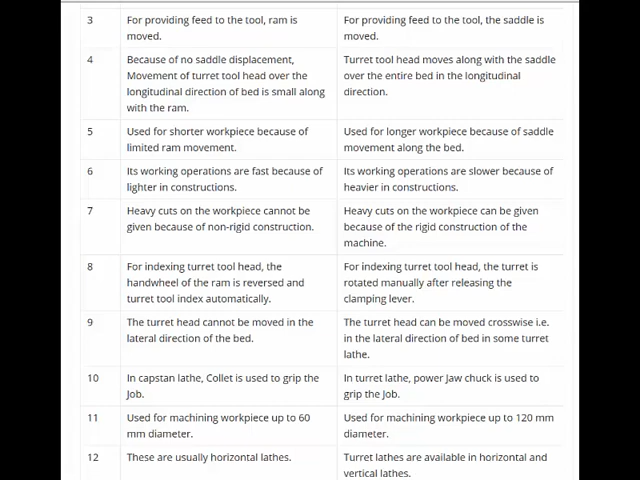 3
For providing feed to the tool, ram is
moved.
For providing feed to the tool, the saddle is
moved.
4
Because of no saddle displacement,
Movement of turret tool head over the
longitudinal direction of bed is small along
with the ram.
Turret tool head moves along with the saddle
over the entire bed in the longitudinal
direction.
5
Used for shorter workpiece because of
limited ram movement.
Used for longer workpiece because of saddle
movement along the bed.
6
Its working operations are fast because of
lighter in constructions.
Its working operations are slower because of
heavier in constructions.
7
Heavy cuts on the workpiece cannot be
given because of non-rigid construction.
Heavy cuts on the workpiece can be given
because of the rigid construction of the
machine.
8
For indexing turret tool head, the
handwheel of the ram is reversed and
turret tool index automatically.
For indexing turret tool head, the turret is
rotated manually after releasing the
clamping lever.
9
The turret head cannot be moved in the
lateral direction of the bed.
The turret head can be moved crosswise i.e.
in the lateral direction of bed in some turret
lathe.
10
In capstan lathe, Collet is used to grip the
Job.
In turret lathe, power Jaw chuck is used to
grip the Job.
11
Used for machining workpiece up to 60
mm diameter.
Used for machining workpiece up to 120 mm
diameter.
12
These are usually horizontal lathes.
Turret lathes are available in horizontal and
vertical lathes.